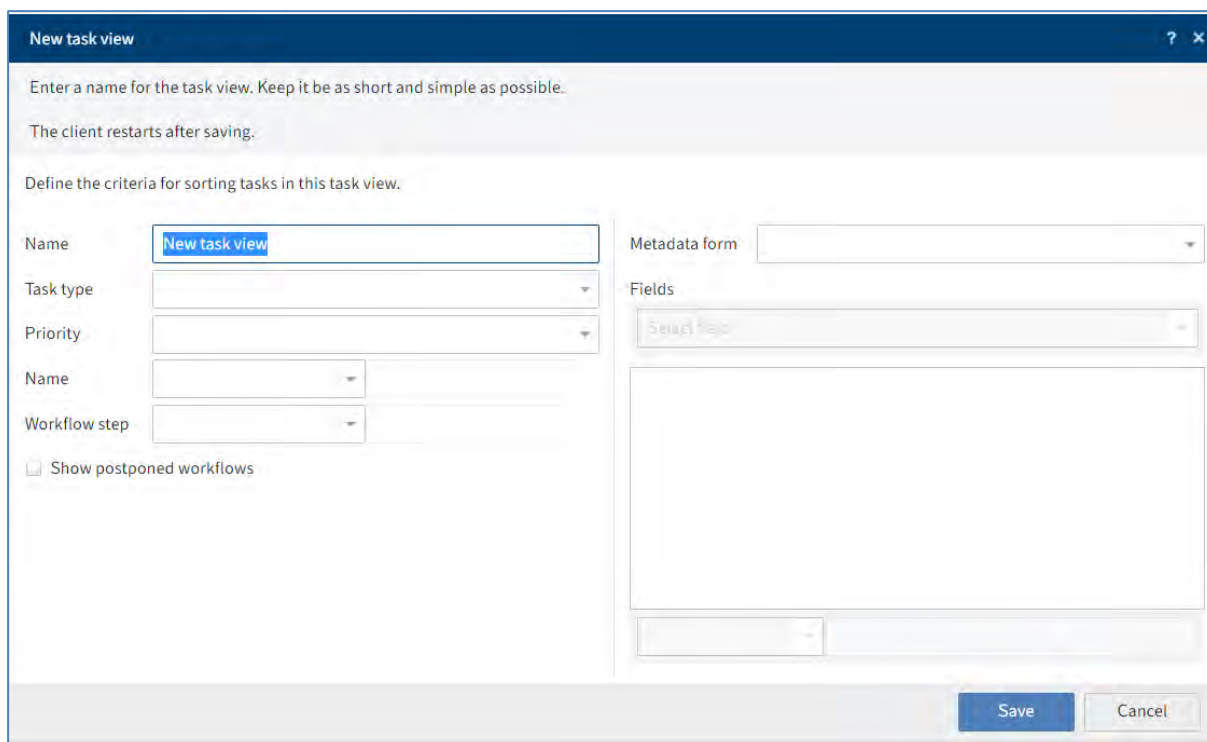 New task view
? ×
Enter a name for the task view. Keep it be as short and simple as possible.
The client restarts after saving.
Define the criteria for sorting tasks in this task view.
Name New task view
Task type
Priority
Name
Workflow step
Show postponed workflows
Metadata form
Fields
Select field
Save Cancel